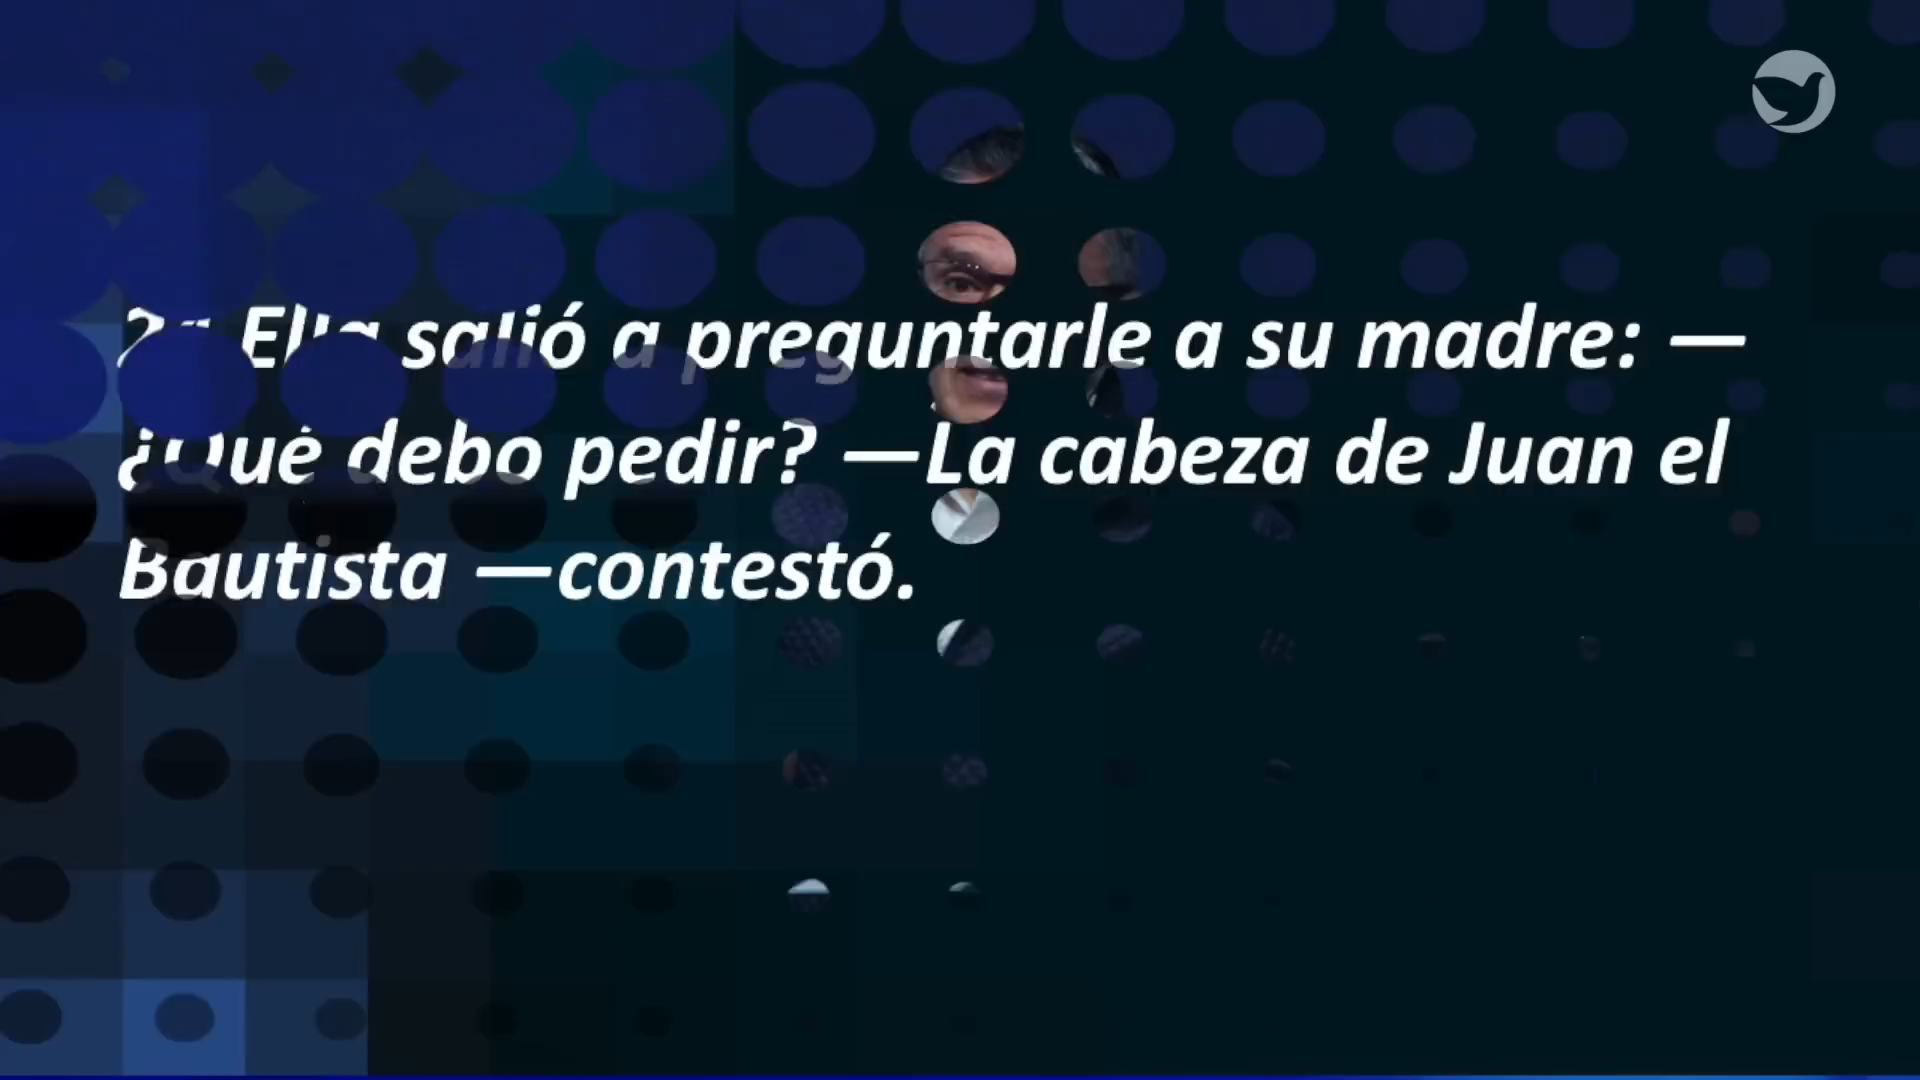 Ella salió a preguntarle a su madre: —
¿Qué debo pedir? —La cabeza de Juan el
Bautista —contestó.